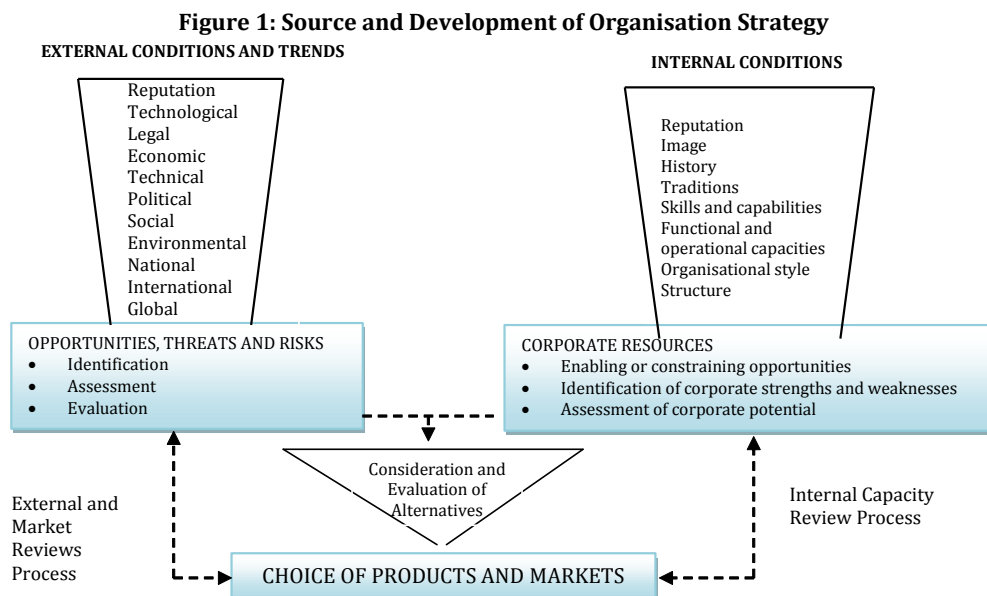 Figure 1: Source and Development of Organisation Strategy
EXTERNAL CONDITIONS AND TRENDS
Reputation
Technological
Legal
Economic
Technical
Political
Social
Environmental
National
International
Global
INTERNAL CONDITIONS
Reputation
Image
History
Traditions
Skills and capabilities
Functional and
operational capacities
Organisational style
Structure
OPPORTUNITIES, THREATS AND RISKS
• Identification
• Assessment
• Evaluation
CORPORATE RESOURCES
• Enabling or constraining opportunities
• Identification of corporate strengths and weaknesses
• Assessment of corporate potential
Consideration and
Evaluation of
Alternatives
External and
Market
Reviews
Process
Internal Capacity
Review Process
CHOICE OF PRODUCTS AND MARKETS